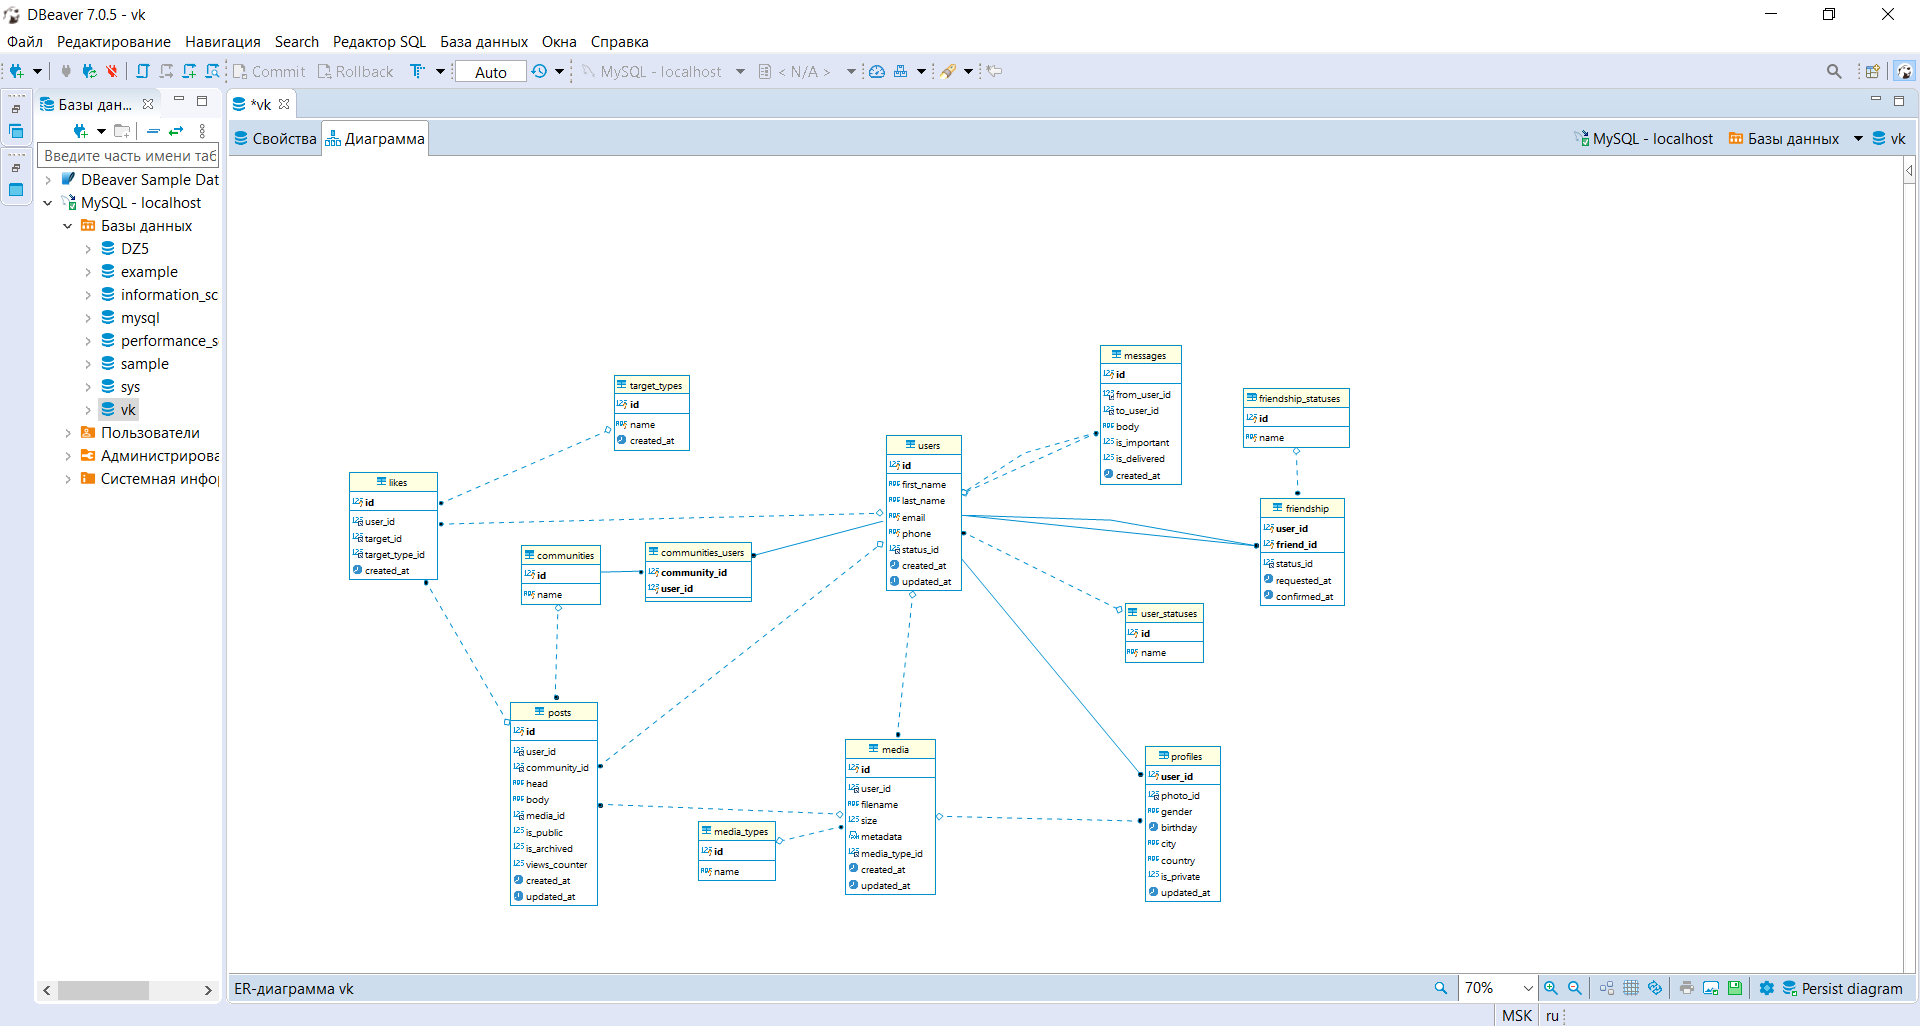 DBeaver 7.0.5 - vk
Файл Редактирование Навигация Search Редактор SQL База данных Окна Справка
Commit Rollback Auto MySQL - localhost < N/A >
Базы дан...
*vk
Свойства Диаграмма MySQL - localhost Базы данных vk
Введите часть имени таб
DBeaver Sample Dat
MySQL - localhost
Базы данных
DZ5
example
information_sc
mysql
performance_s
sample
sys
vk
Пользователи
Администрирова
Системная инфор
target_types
id
name
created_at
messages
id
from_user_id
to_user_id
body
is_important
is_delivered
created_at
friendship_statuses
id
name
users
id
first_name
last_name
email
phone
status_id
created_at
updated_at
likes
id
user_id
target_id
target_type_id
created_at
communities
id
name
communities_users
community_id
user_id
friendship
user_id
friend_id
status_id
requested_at
confirmed_at
user_statuses
id
name
posts
id
user_id
community_id
head
body
media_id
is_public
is_archived
views_counter
created_at
updated_at
media
id
user_id
filename
size
metadata
media_type_id
created_at
updated_at
media_types
id
name
profiles
user_id
photo_id
gender
birthday
city
country
is_private
updated_at
ER-диаграмма vk 70% Persist diagram
MSK ru